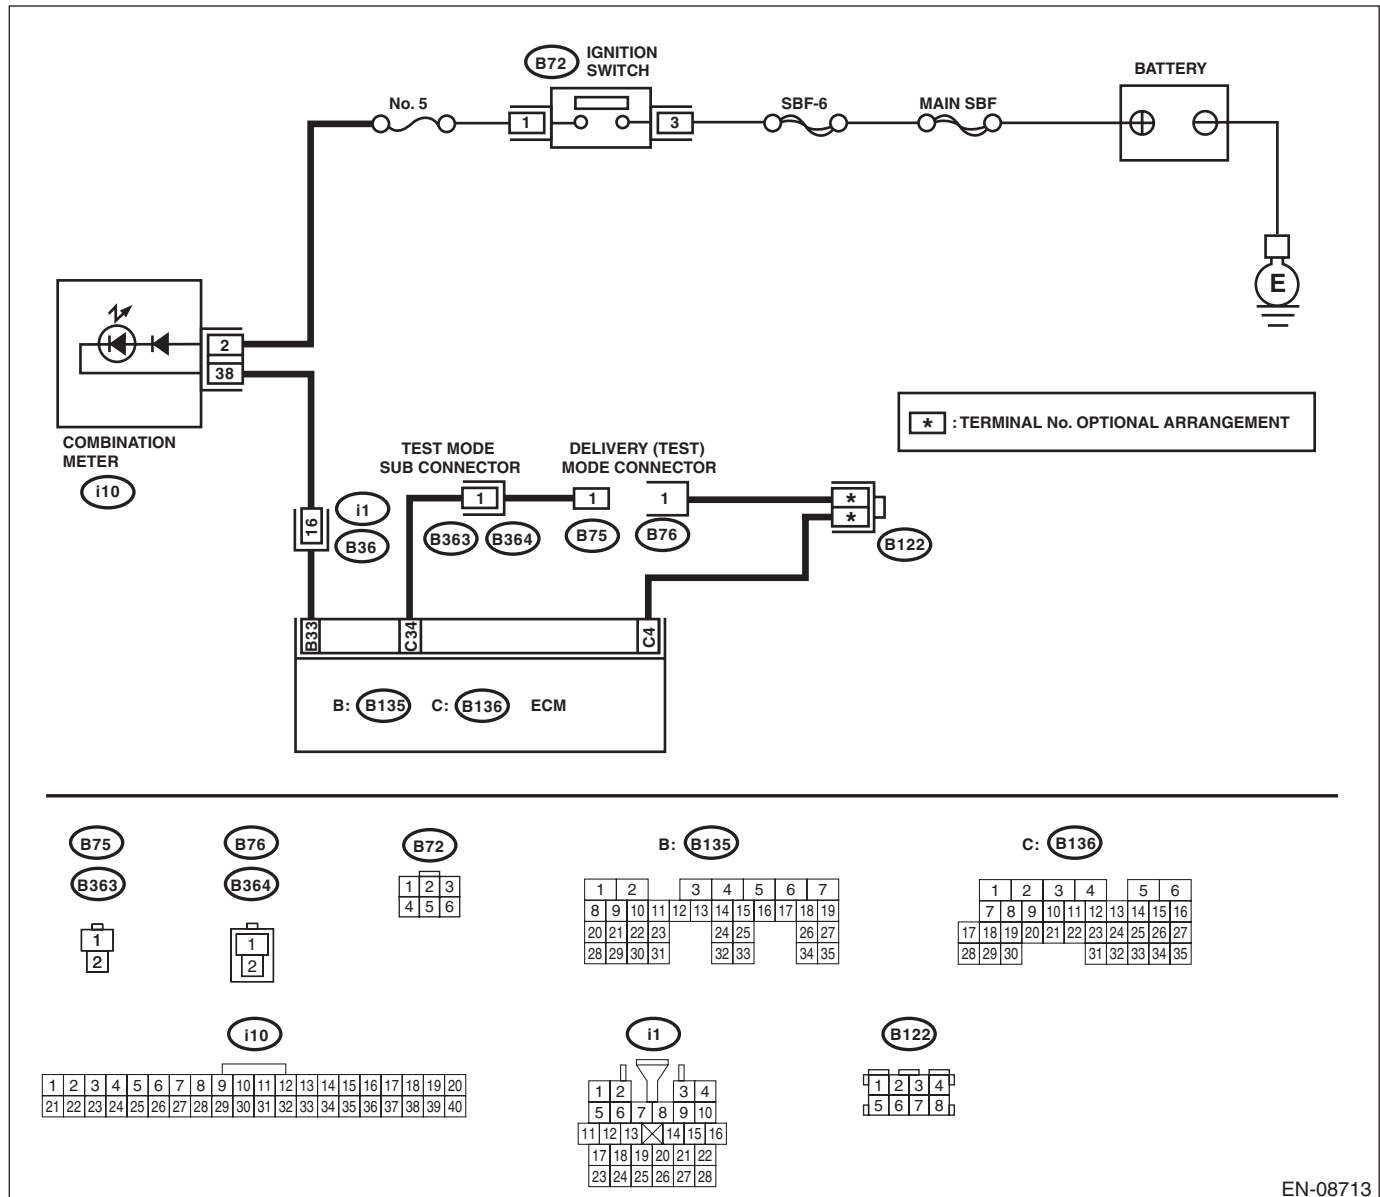 B72
IGNITION
SWITCH
BATTERY
No. 5
SBF-6
MAIN SBF
1
3
E
2
38
COMBINATION
METER
i10
* : TERMINAL No. OPTIONAL ARRANGEMENT
TEST MODE
SUB CONNECTOR
DELIVERY (TEST)
MODE CONNECTOR
16
i1
B36
1
1
1
*
*
B363
B364
B75
B76
B122
B33
C34
C4
B: B135 C: B136 ECM
B75
B363
1
2
B76
B364
1
2
B72
1 2 3
4 5 6
B: B135
1 2 3 4 5 6 7
8 9 10 11 12 13 14 15 16 17 18 19
20 21 22 23 24 25 26 27
28 29 30 31 32 33 34 35
C: B136
1 2 3 4 5 6
7 8 9 10 11 12 13 14 15 16
17 18 19 20 21 22 23 24 25 26 27
28 29 30 31 32 33 34 35
i10
1 2 3 4 5 6 7 8 9 10 11 12 13 14 15 16 17 18 19 20
21 22 23 24 25 26 27 28 29 30 31 32 33 34 35 36 37 38 39 40
i1
1 2 3 4
5 6 7 8 9 10
11 12 13 14 15 16
17 18 19 20 21 22
23 24 25 26 27 28
B122
1 2 3 4
5 6 7 8
EN-08713